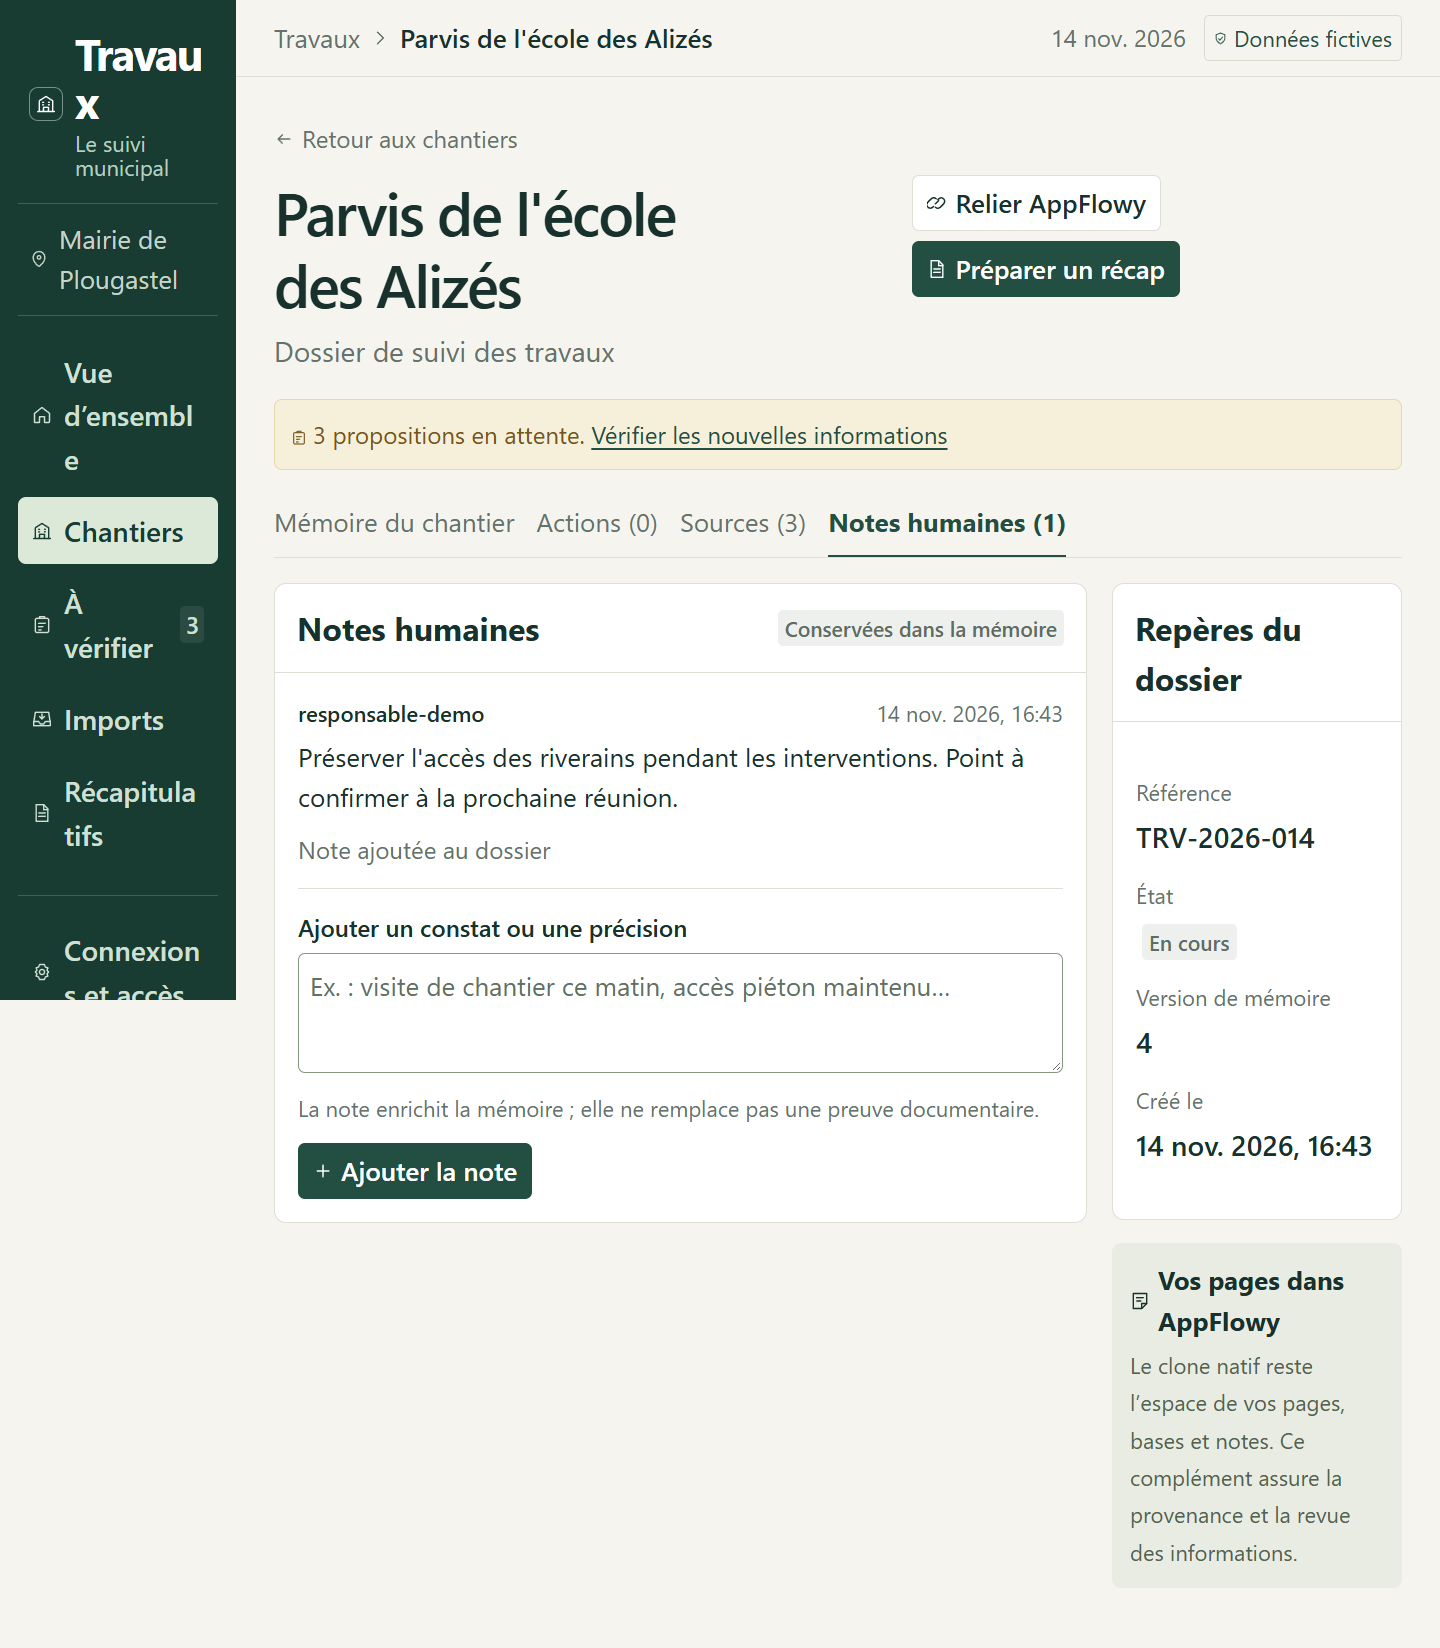 Travau
x
Le suivi
municipal
Mairie de
Plougastel
Vue
d’ensembl
e
Chantiers
À
vérifier
3
Imports
Récapitula
tifs
Connexion
s et accès
Travaux > Parvis de l'école des Alizés
14 nov. 2026
Données fictives
← Retour aux chantiers
Parvis de l'école
des Alizés
Dossier de suivi des travaux
Relier AppFlowy
Préparer un récap
3 propositions en attente. Vérifier les nouvelles informations
Mémoire du chantier Actions (0) Sources (3) Notes humaines (1)
Notes humaines
Conservées dans la mémoire
responsable-demo
14 nov. 2026, 16:43
Préserver l'accès des riverains pendant les interventions. Point à
confirmer à la prochaine réunion.
Note ajoutée au dossier
Ajouter un constat ou une précision
Ex. : visite de chantier ce matin, accès piéton maintenu…
La note enrichit la mémoire ; elle ne remplace pas une preuve documentaire.
+ Ajouter la note
Repères du
dossier
Référence
TRV-2026-014
État
En cours
Version de mémoire
4
Créé le
14 nov. 2026, 16:43
Vos pages dans
AppFlowy
Le clone natif reste
l’espace de vos pages,
bases et notes. Ce
complément assure la
provenance et la revue
des informations.